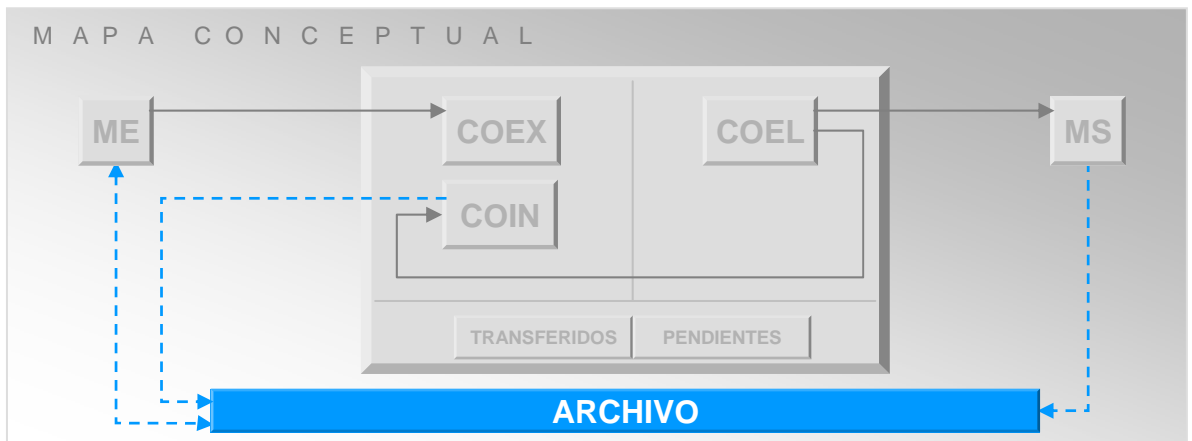 MAPA CONCEPTUAL
ME
COEX
COEL
MS
COIN
TRANSFERIDOS
PENDIENTES
ARCHIVO